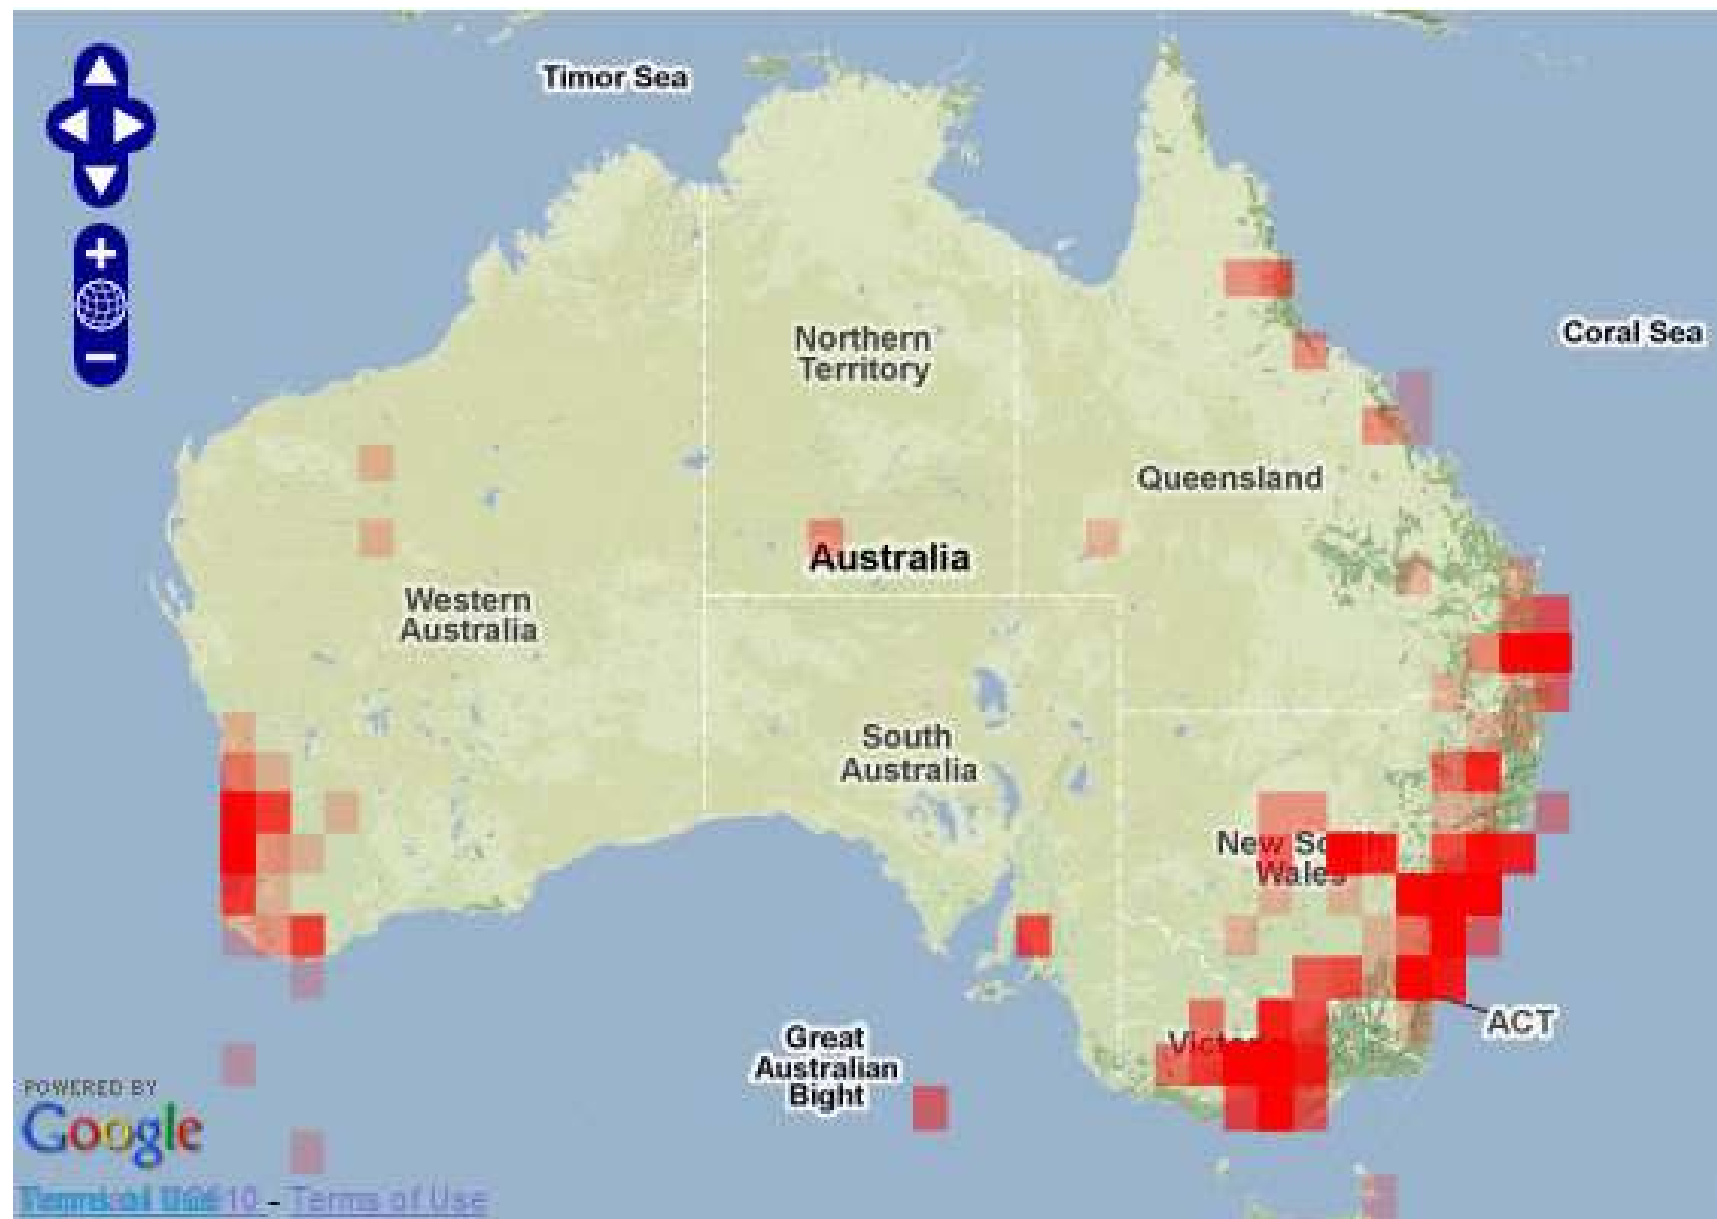 Timor Sea
Northern
Territory
Coral Sea
Queensland
Australia
Western
Australia
South
Australia
New South
Wales
ACT
Great
Australian
Bight
POWERED BY
Google
10 - Terms of Use